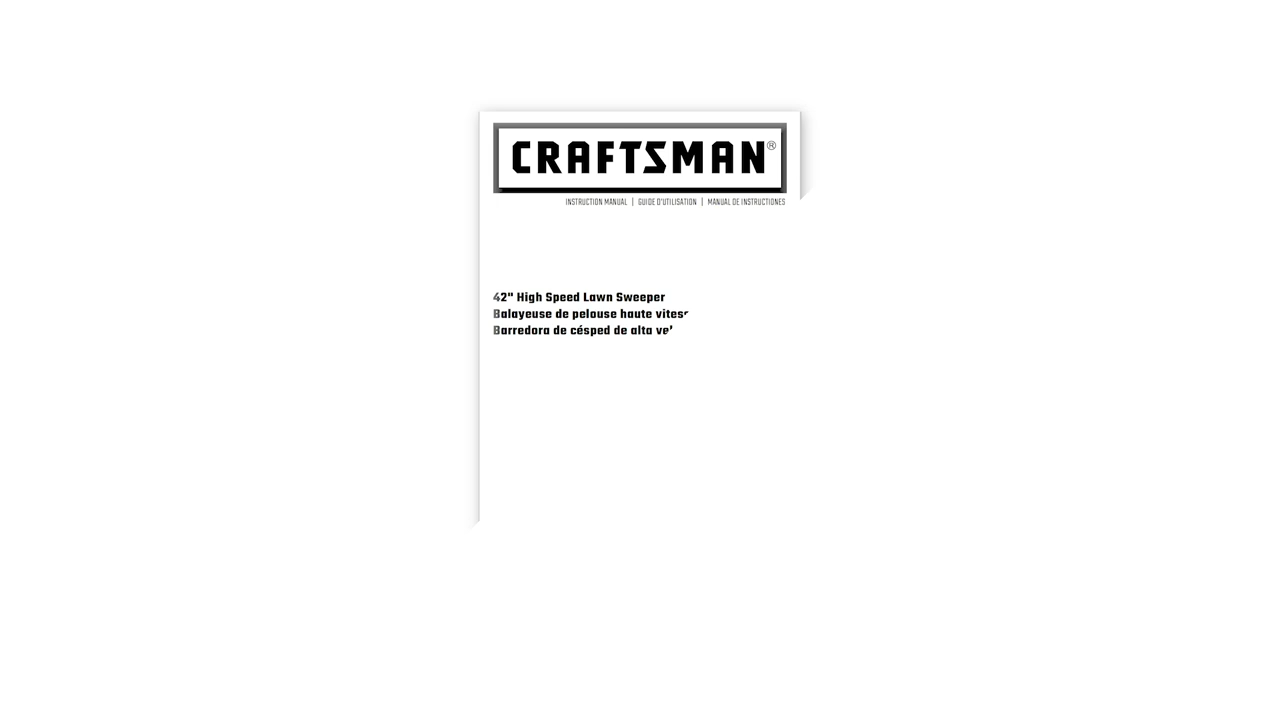 CRAFTSMAN®
INSTRUCTION MANUAL | GUIDE D'UTILISATION | MANUAL DE INSTRUCTIONES
42" High Speed Lawn Sweeper
Balayeuse de pelouse haute
Barredora de césped de alta